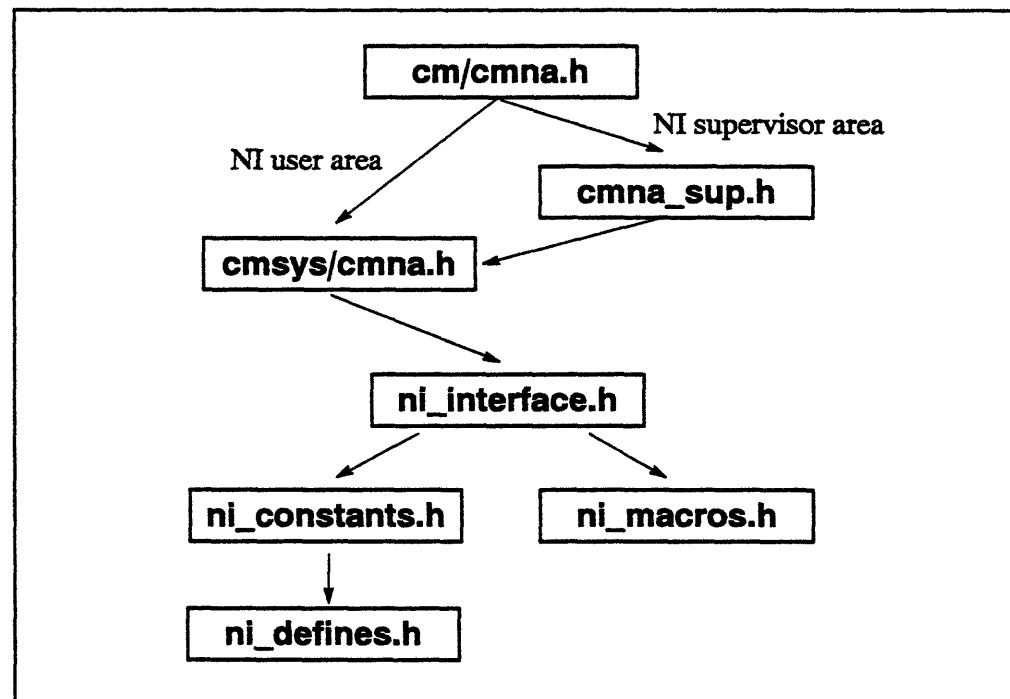 cm/cmna.h
NI supervisor area
NI user area
cmna_sup.h
cmsys/cmna.h
ni_interface.h
ni_constants.h
ni_macros.h
ni_defines.h